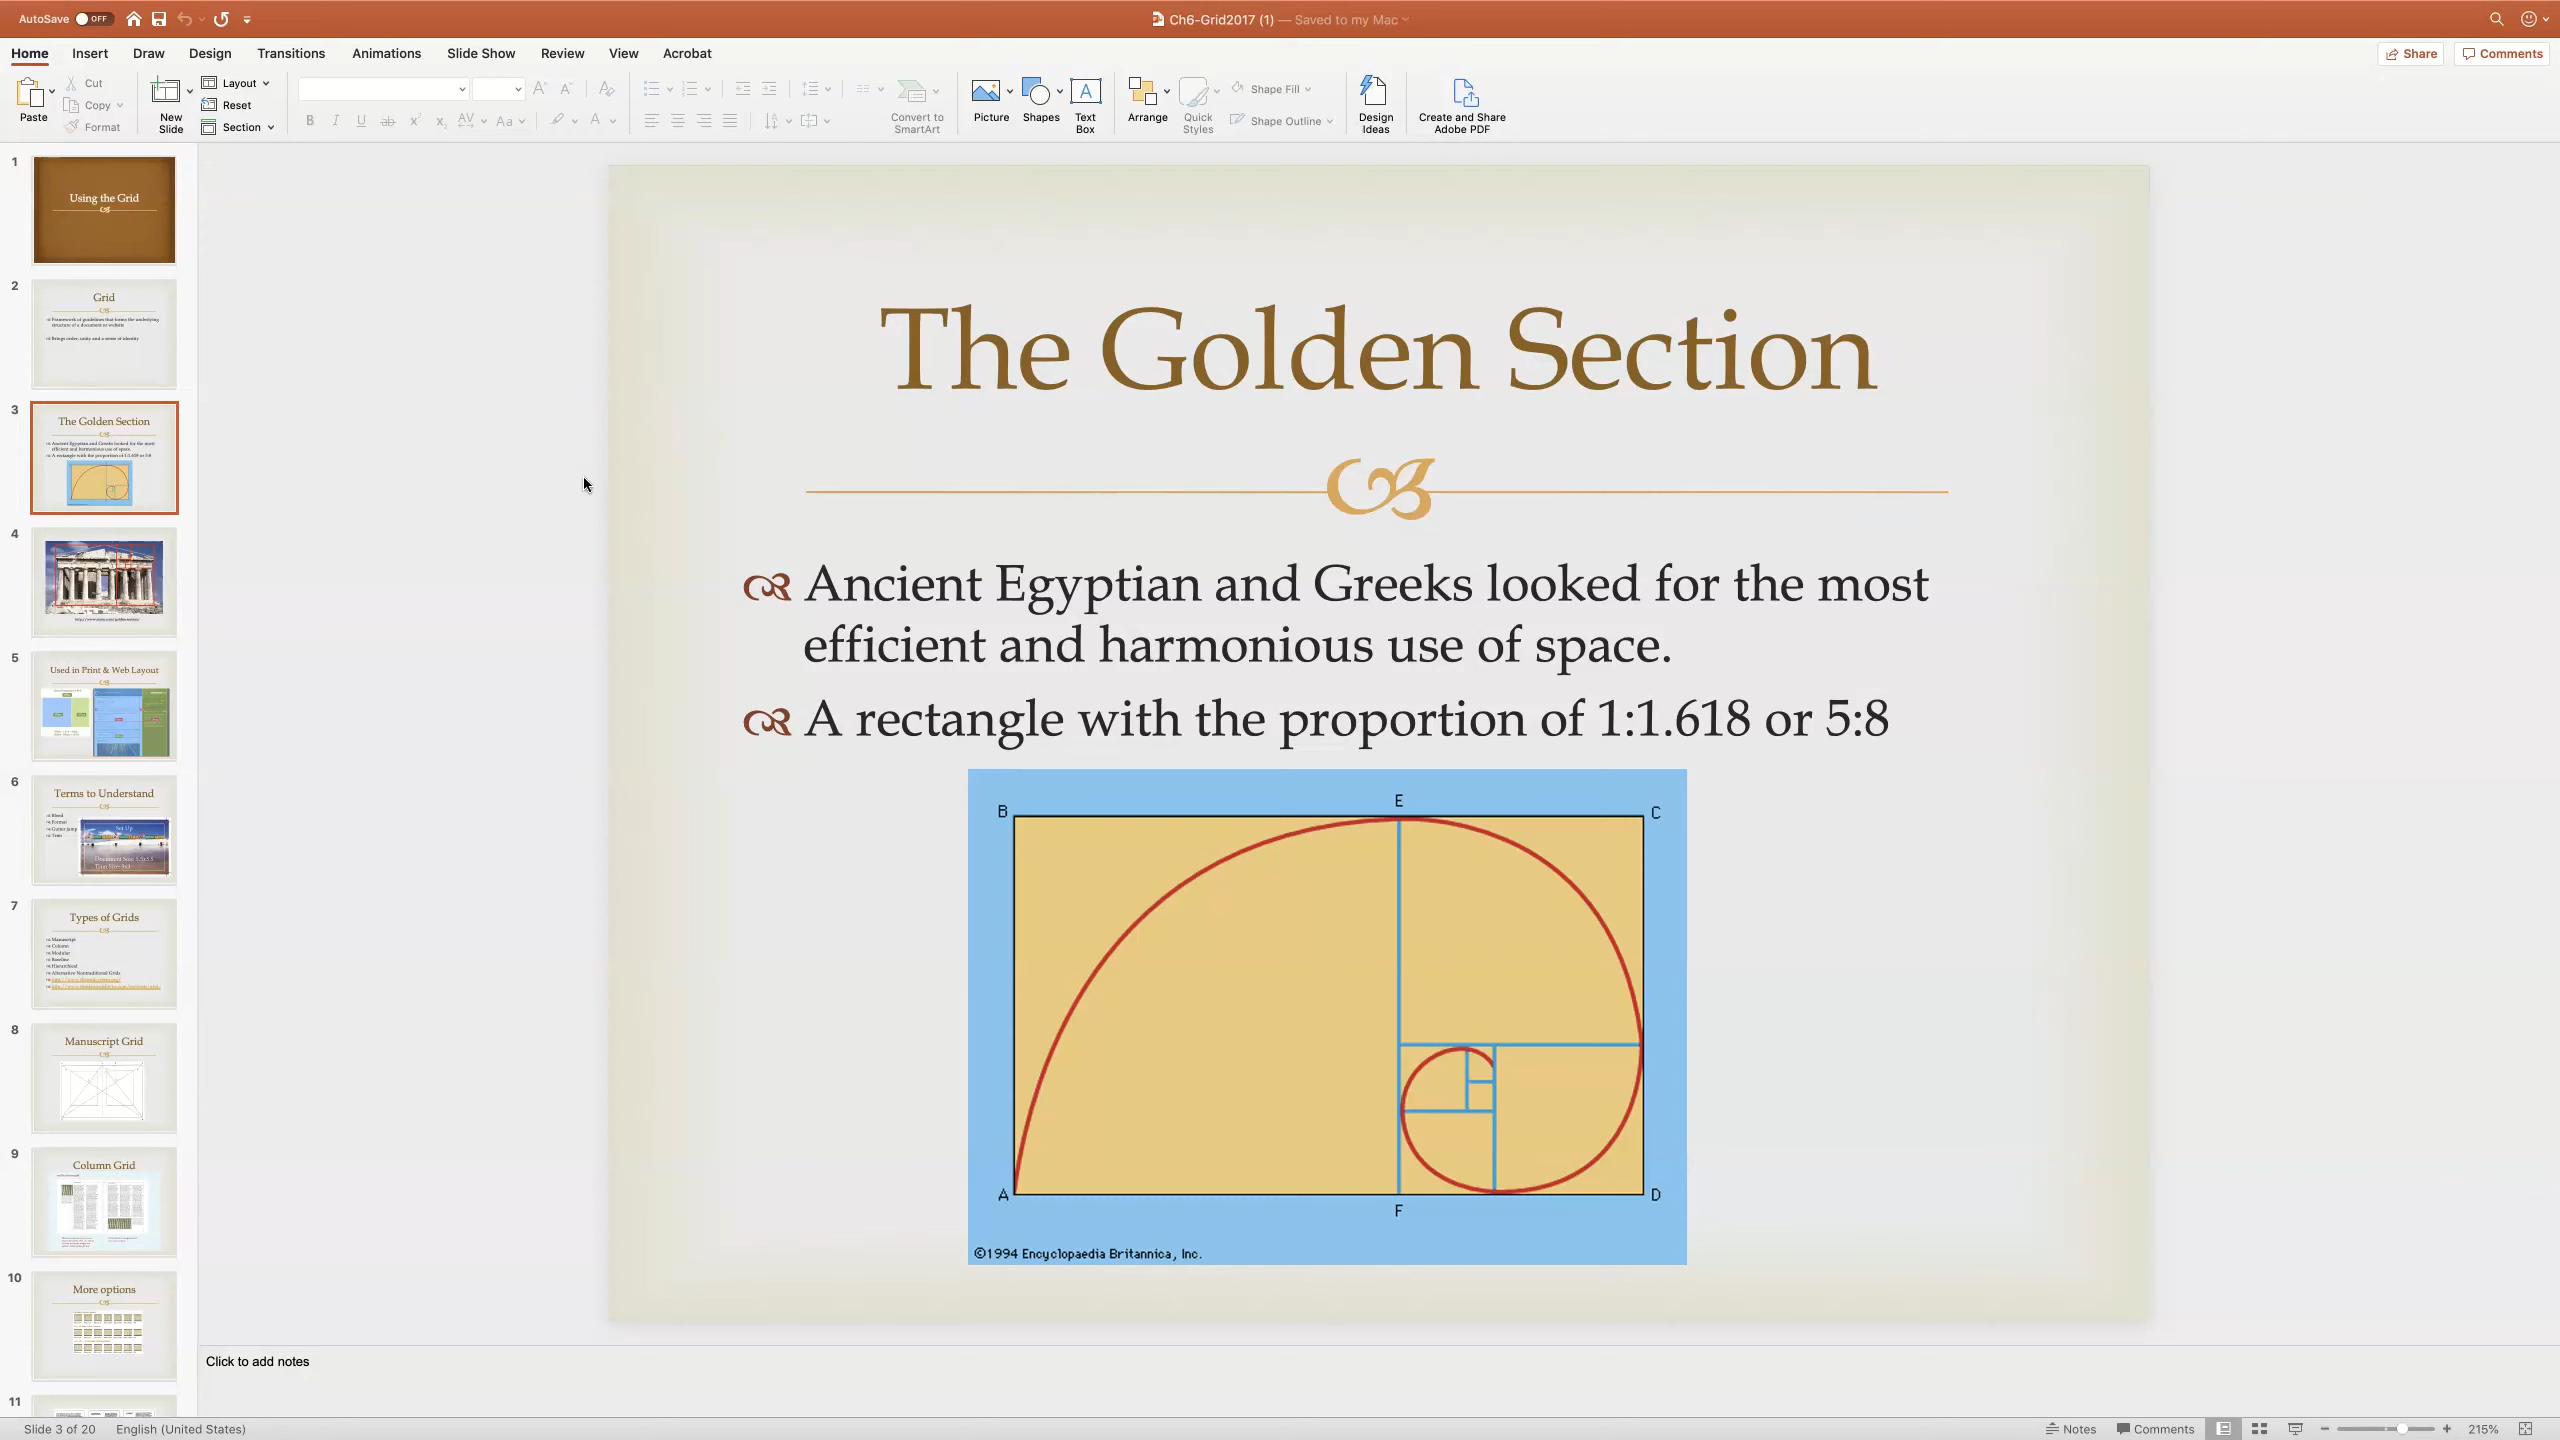 AutoSave OFF
Ch6-Grid2017 (1) — Saved to my Mac
Home Insert Draw Design Transitions Animations Slide Show Review View Acrobat
Share Comments
Paste
Cut
Copy
Format
New
Slide
Layout
Reset
Section
Convert to
SmartArt
Picture
Shapes
Text
Box
Arrange
Quick
Styles
Shape Fill
Shape Outline
Design
Ideas
Create and Share
Adobe PDF
1
Using the Grid
2
Grid
Framework of guidelines that forms the underlying
structure of a document or website
Brings order, unity and a sense of identity
3
The Golden Section
Ancient Egyptian and Greeks looked for the most
efficient and harmonious use of space.
A rectangle with the proportion of 1:1.618 or 5:8
4
5
Used in Print & Web Layout
6
Terms to Understand
Bleed
Format
Gutter jump
Trim
Set Up
7
Types of Grids
Manuscript
Column
Modular
Baseline
Hierarchical
Alternative Nontraditional Grids
8
Manuscript Grid
9
Column Grid
10
More options
11
The Golden Section
Ancient Egyptian and Greeks looked for the most
efficient and harmonious use of space.
A rectangle with the proportion of 1:1.618 or 5:8
B E C
A F D
©1994 Encyclopaedia Britannica, Inc.
Click to add notes
Slide 3 of 20 English (United States)
Notes Comments 215%